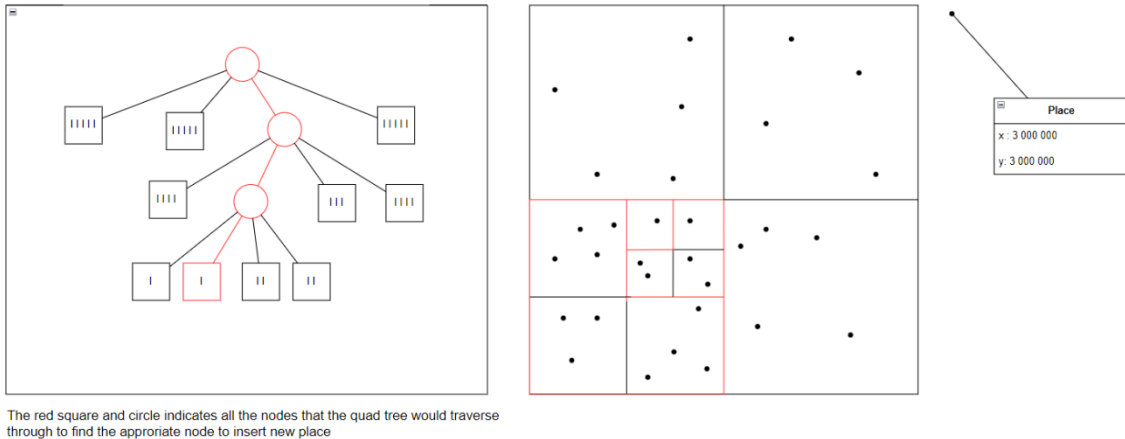 Place
x : 3 000 000
y: 3 000 000
The red square and circle indicates all the nodes that the quad tree would traverse
through to find the approriate node to insert new place